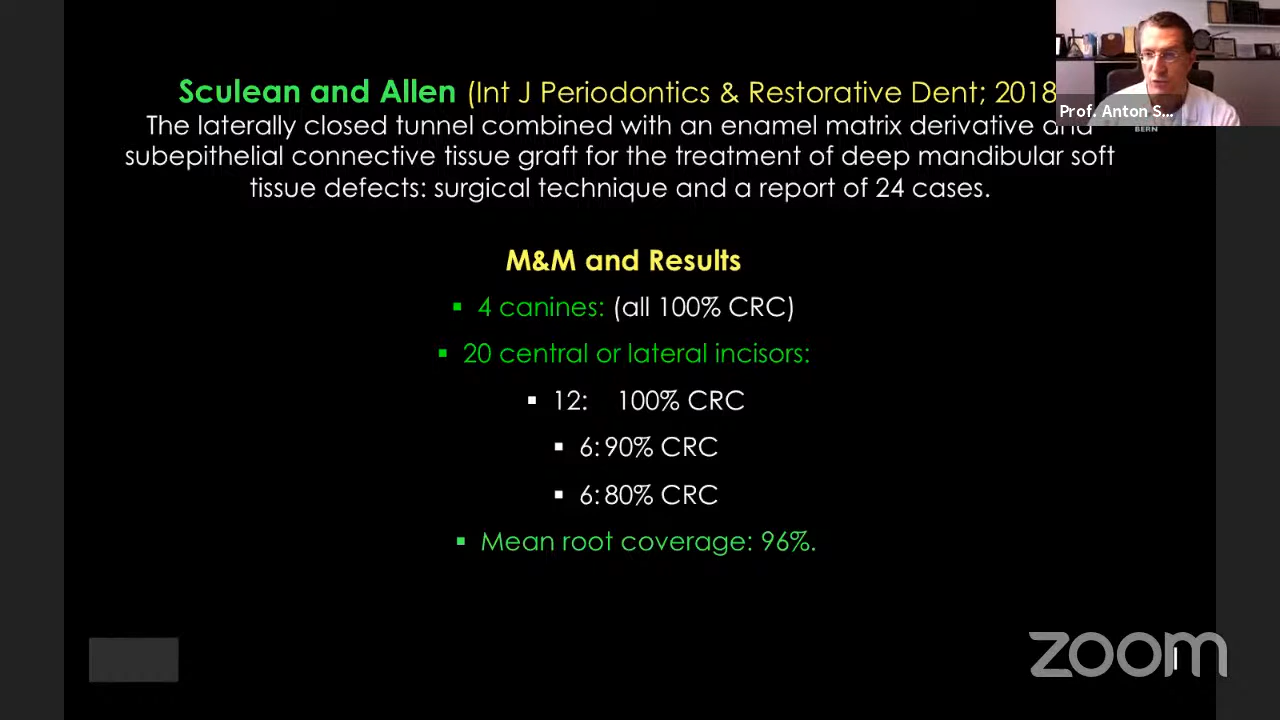 Sculean and Allen (Int J Periodontics & Restorative Dent; 2018
The laterally closed tunnel combined with an enamel matrix derivative and
subepithelial connective tissue graft for the treatment of deep mandibular soft
tissue defects: surgical technique and a report of 24 cases.
Prof. Anton S...
BERN
M&M and Results
▪ 4 canines: (all 100% CRC)
▪ 20 central or lateral incisors:
▪ 12: 100% CRC
▪ 6: 90% CRC
▪ 6: 80% CRC
▪ Mean root coverage: 96%.
zoom